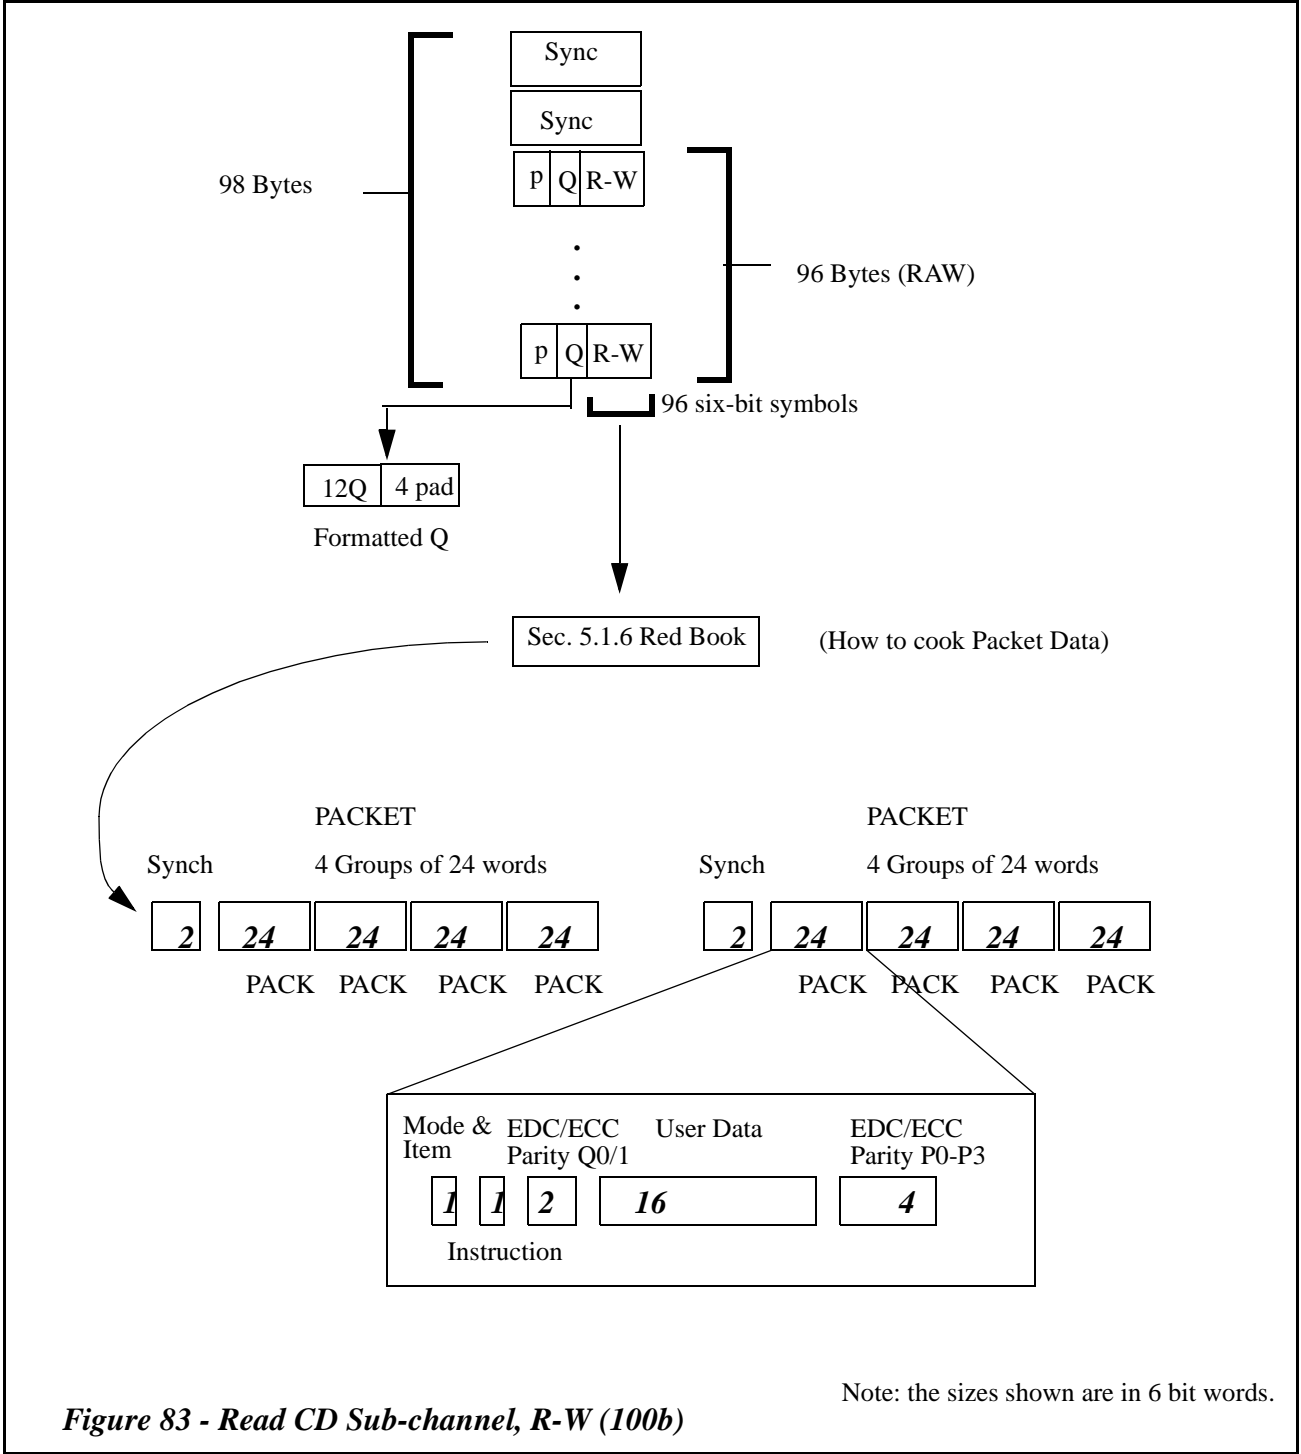 Sync
Sync
p Q R-W
98 Bytes
96 Bytes (RAW)
p Q R-W
96 six-bit symbols
12Q 4 pad
Formatted Q
Sec. 5.1.6 Red Book (How to cook Packet Data)
PACKET PACKET
Synch 4 Groups of 24 words Synch 4 Groups of 24 words
2 24 24 24 24 2 24 24 24 24
PACK PACK PACK PACK PACK PACK PACK PACK
Mode & EDC/ECC User Data EDC/ECC
Item Parity Q0/1 Parity P0-P3
1 1 2 16 4
Instruction
Note: the sizes shown are in 6 bit words.
Figure 83 - Read CD Sub-channel, R-W (100b)